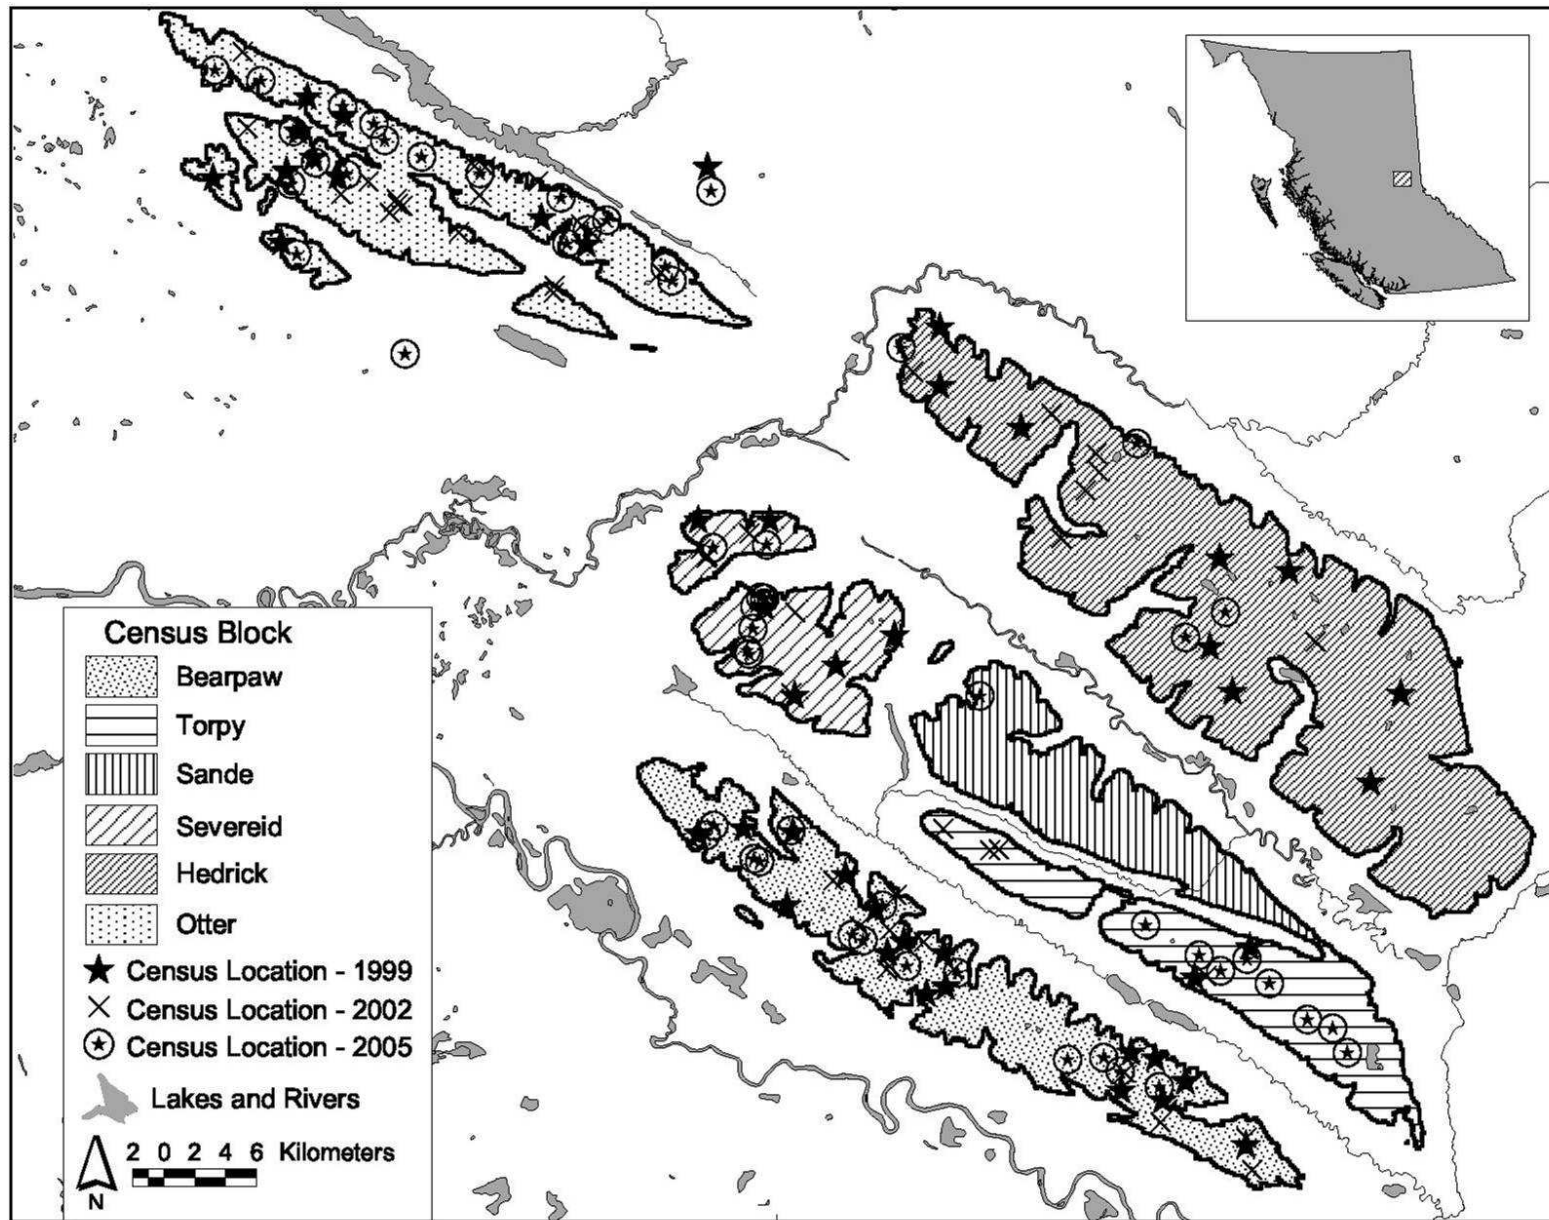 Census Block
Bearpaw
Torpy
Sande
Severeid
Hedrick
Otter
Census Location - 1999
Census Location - 2002
Census Location - 2005
Lakes and Rivers
2 0 2 4 6 Kilometers
N